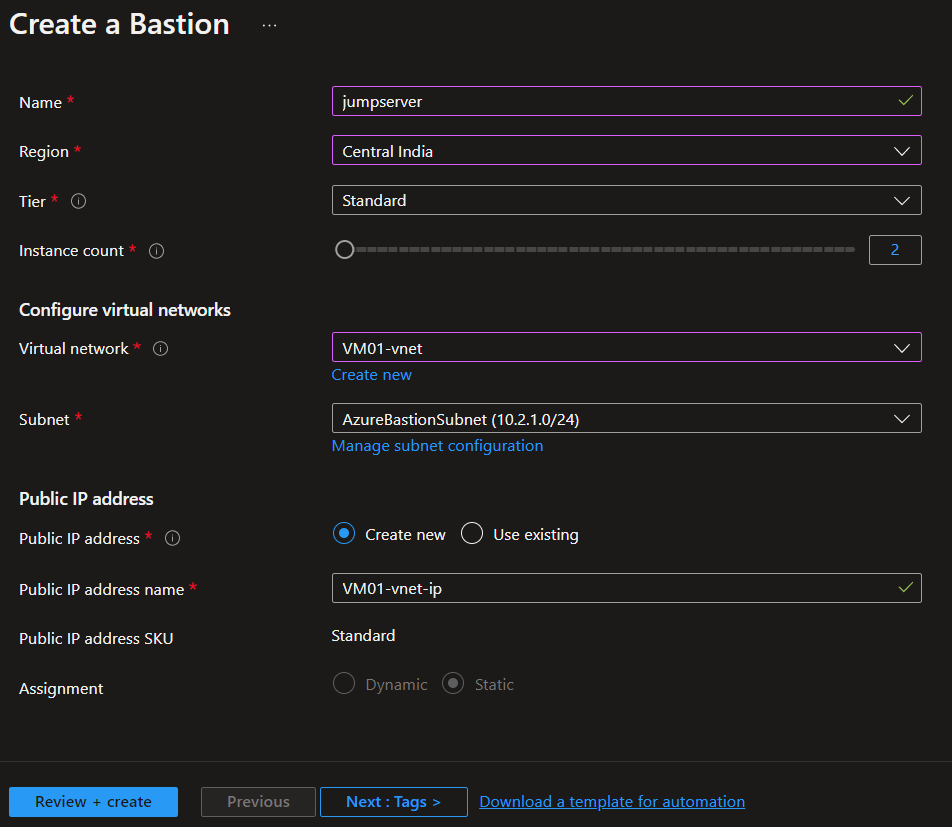 Create a Bastion ...
Name *
jumpserver
Region *
Central India
Tier *
Standard
Instance count *
2
Configure virtual networks
Virtual network *
VM01-vnet
Create new
Subnet *
AzureBastionSubnet (10.2.1.0/24)
Manage subnet configuration
Public IP address
Public IP address *
Create new Use existing
Public IP address name *
VM01-vnet-ip
Public IP address SKU
Standard
Assignment
Dynamic Static
Review + create Previous Next : Tags > Download a template for automation